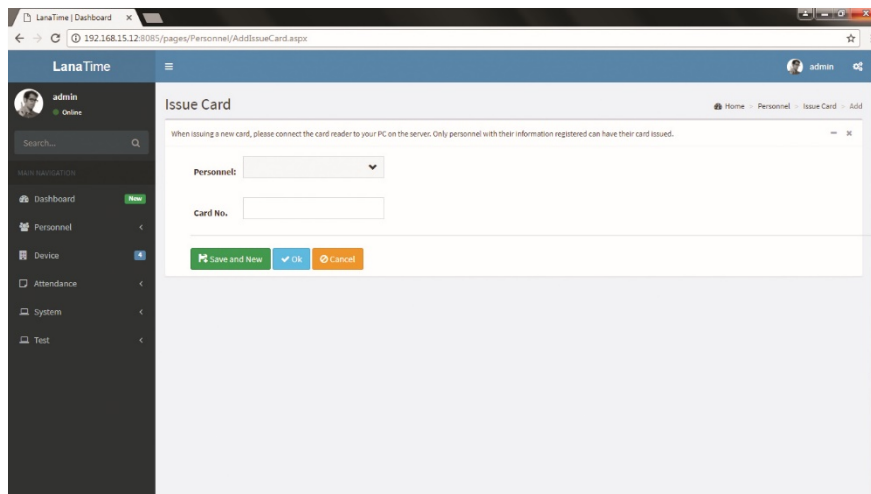 LanaTime | Dashboard
192.168.15.12:8085/pages/Personnel/AddIssueCard.aspx
LanaTime
admin
admin
Online
Search...
MAIN NAVIGATION
Dashboard New
Personnel
Device 4
Attendance
System
Test
Issue Card
Home > Personnel > Issue Card > Add
When issuing a new card, please connect the card reader to your PC on the server. Only personnel with their information registered can have their card issued.
Personnel:
Card No.
Save and New Ok Cancel